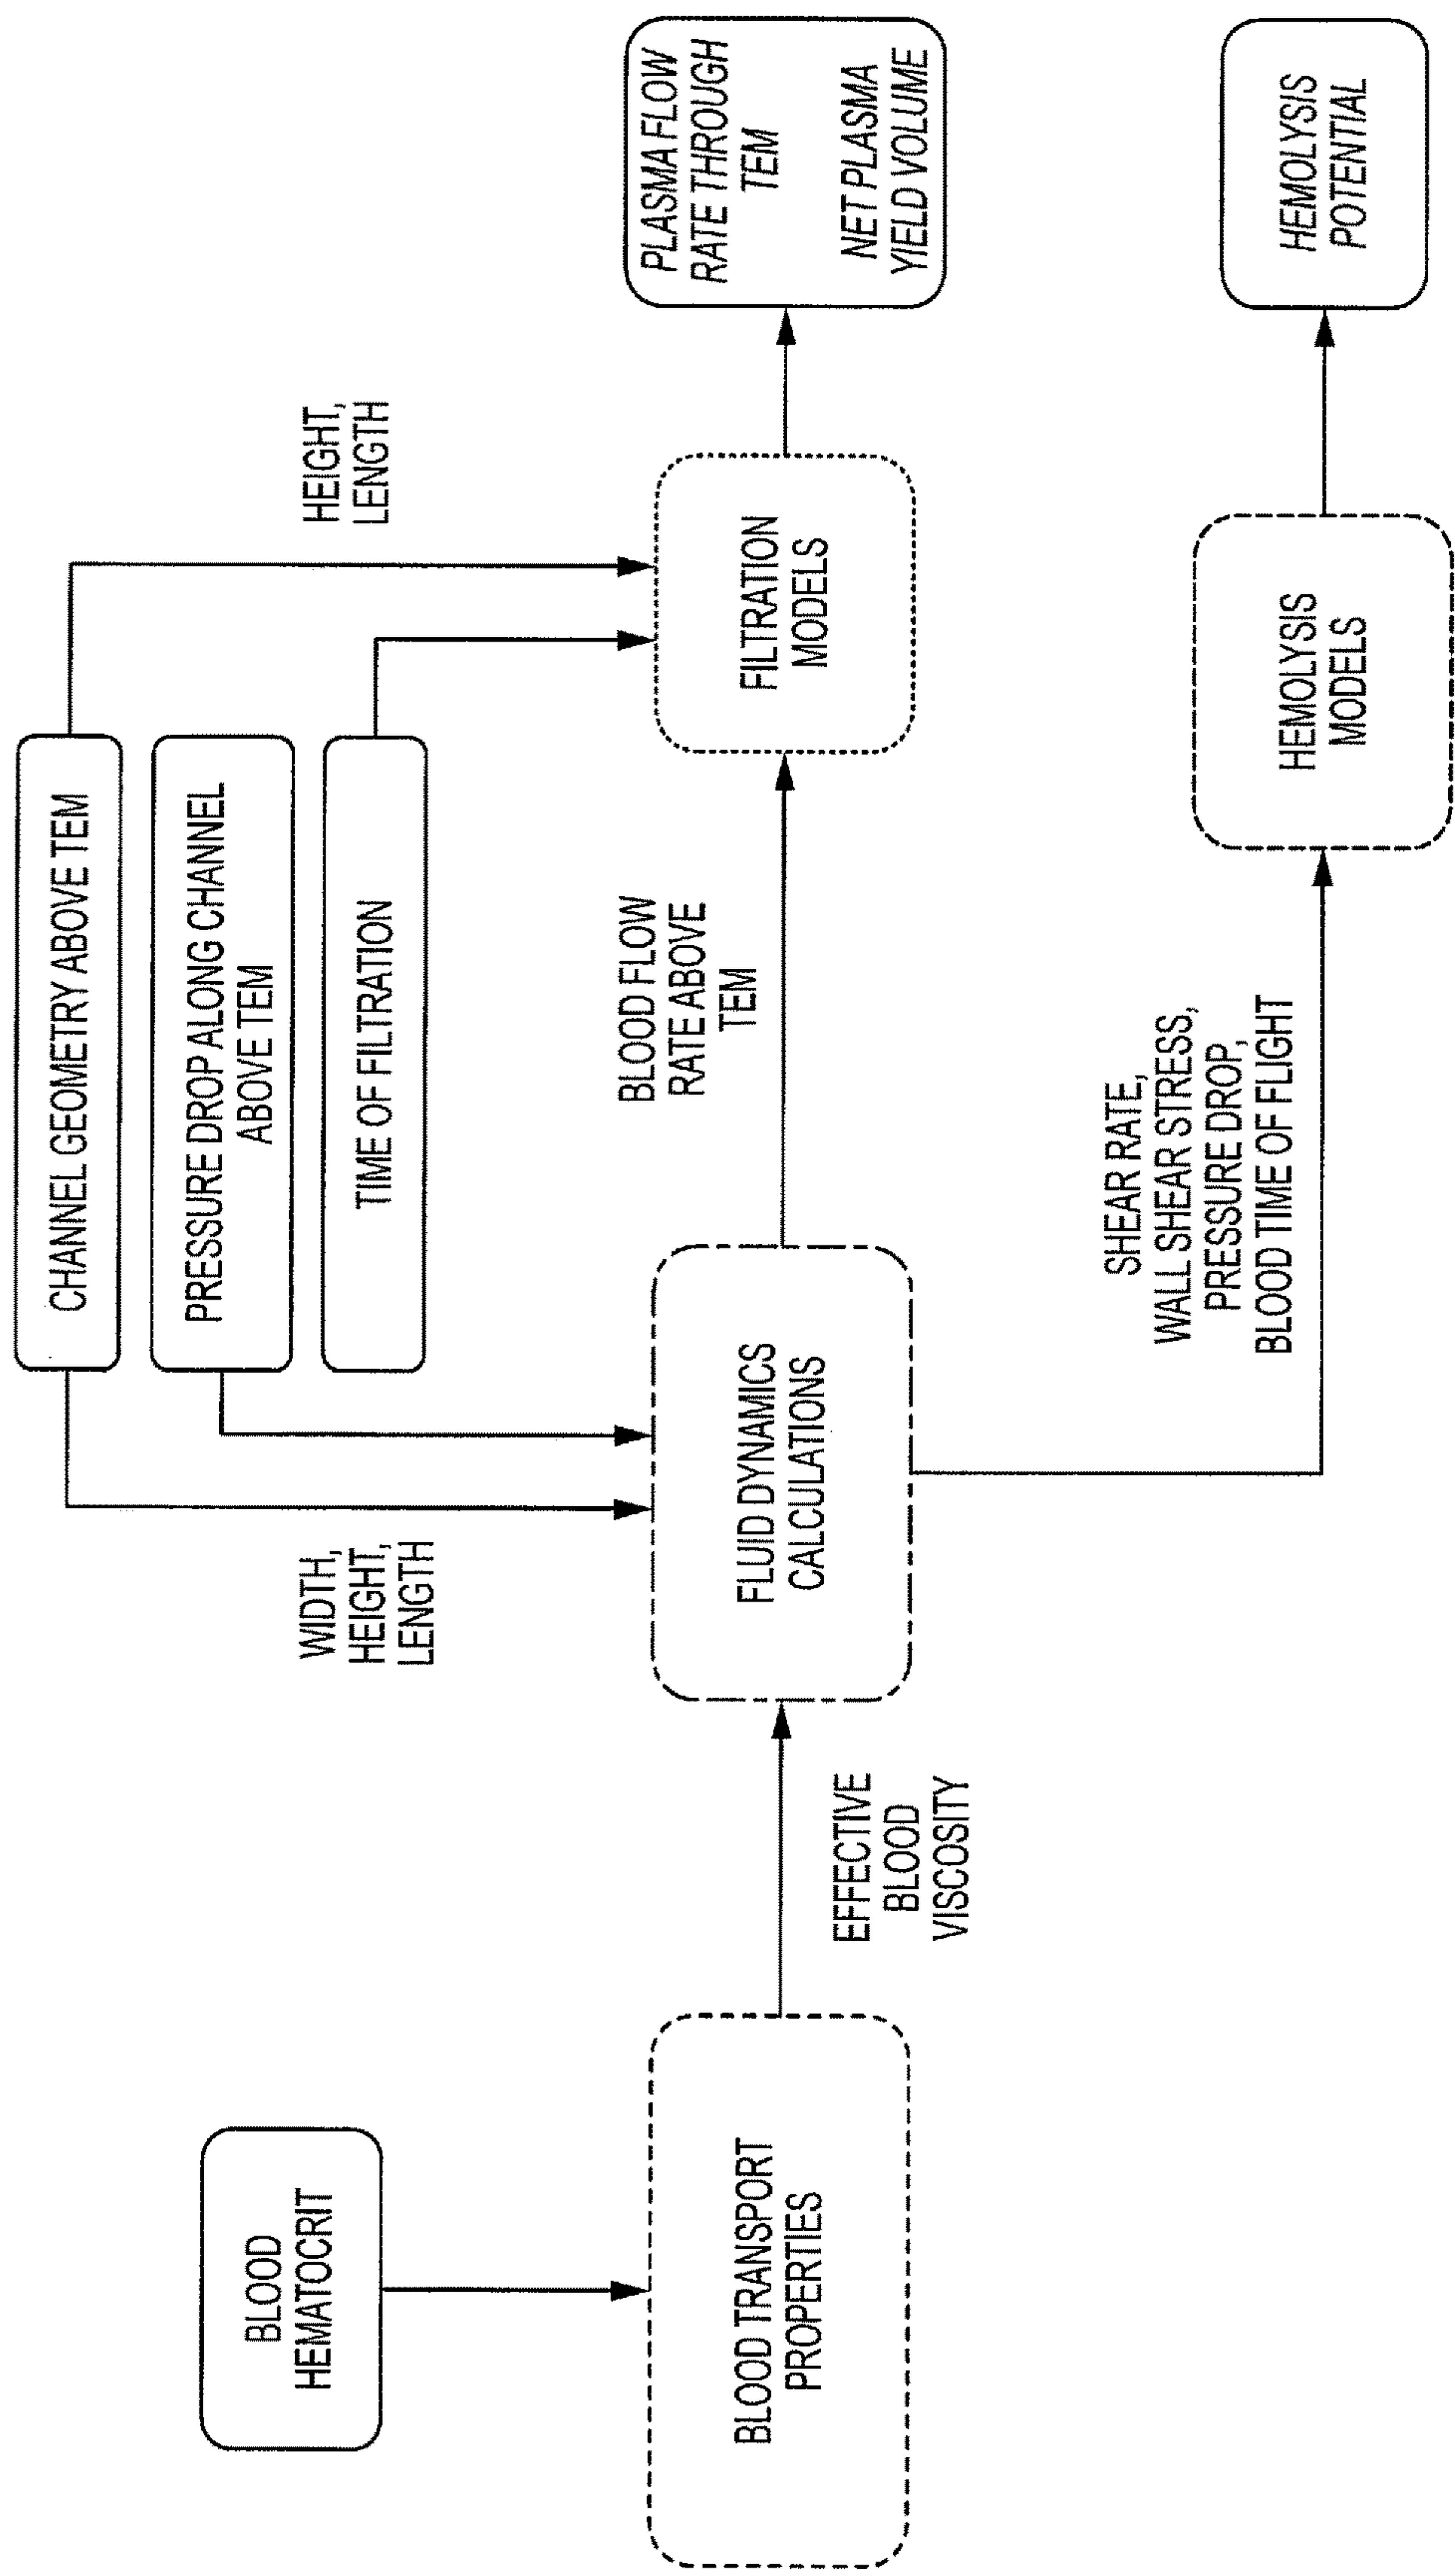 BLOOD
HEMATOCRIT
BLOOD TRANSPORT
PROPERTIES
EFFECTIVE
BLOOD
VISCOSITY
WIDTH,
HEIGHT,
LENGTH
CHANNEL GEOMETRY ABOVE TEM
PRESSURE DROP ALONG CHANNEL
ABOVE TEM
TIME OF FILTRATION
HEIGHT,
LENGTH
FLUID DYNAMICS
CALCULATIONS
BLOOD FLOW
RATE ABOVE
TEM
FILTRATION
MODELS
PLASMA FLOW
RATE THROUGH
TEM
NET PLASMA
YIELD VOLUME
SHEAR RATE,
WALL SHEAR STRESS,
PRESSURE DROP,
BLOOD TIME OF FLIGHT
HEMOLYSIS
MODELS
HEMOLYSIS
POTENTIAL